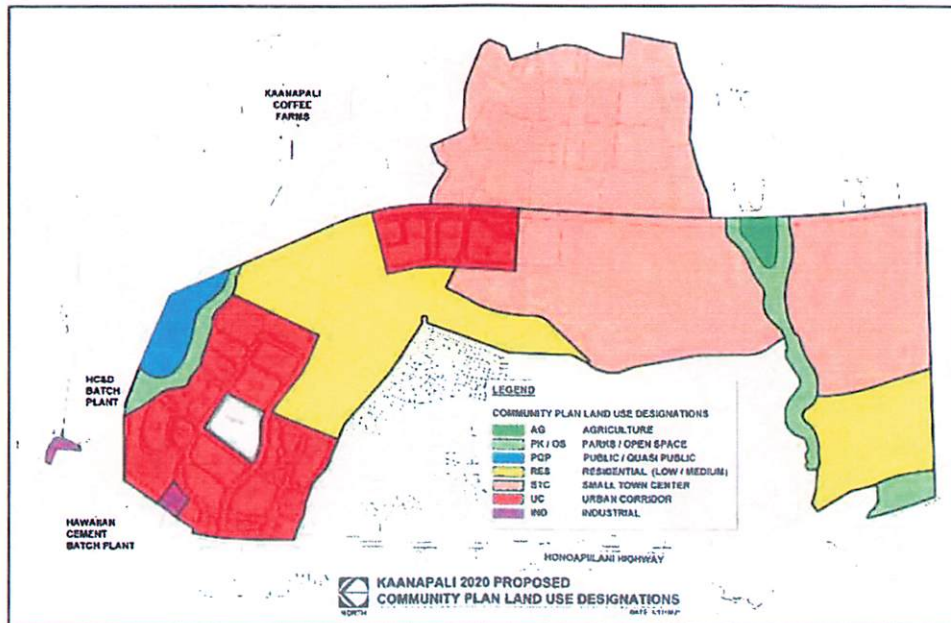 KAANAPALI
COFFEE
FARMS
HC&D
BATCH
PLANT
HAWAIIAN
CEMENT
BATCH PLANT
LEGEND
COMMUNITY PLAN LAND USE DESIGNATIONS
AG AGRICULTURE
PK / OS PARKS / OPEN SPACE
PQP PUBLIC / QUASI PUBLIC
RES RESIDENTIAL (LOW / MEDIUM)
STC SMALL TOWN CENTER
UC URBAN CORRIDOR
IND INDUSTRIAL
HONOAPIILANI HIGHWAY
KAANAPALI 2020 PROPOSED
COMMUNITY PLAN LAND USE DESIGNATIONS
NORTH DATE